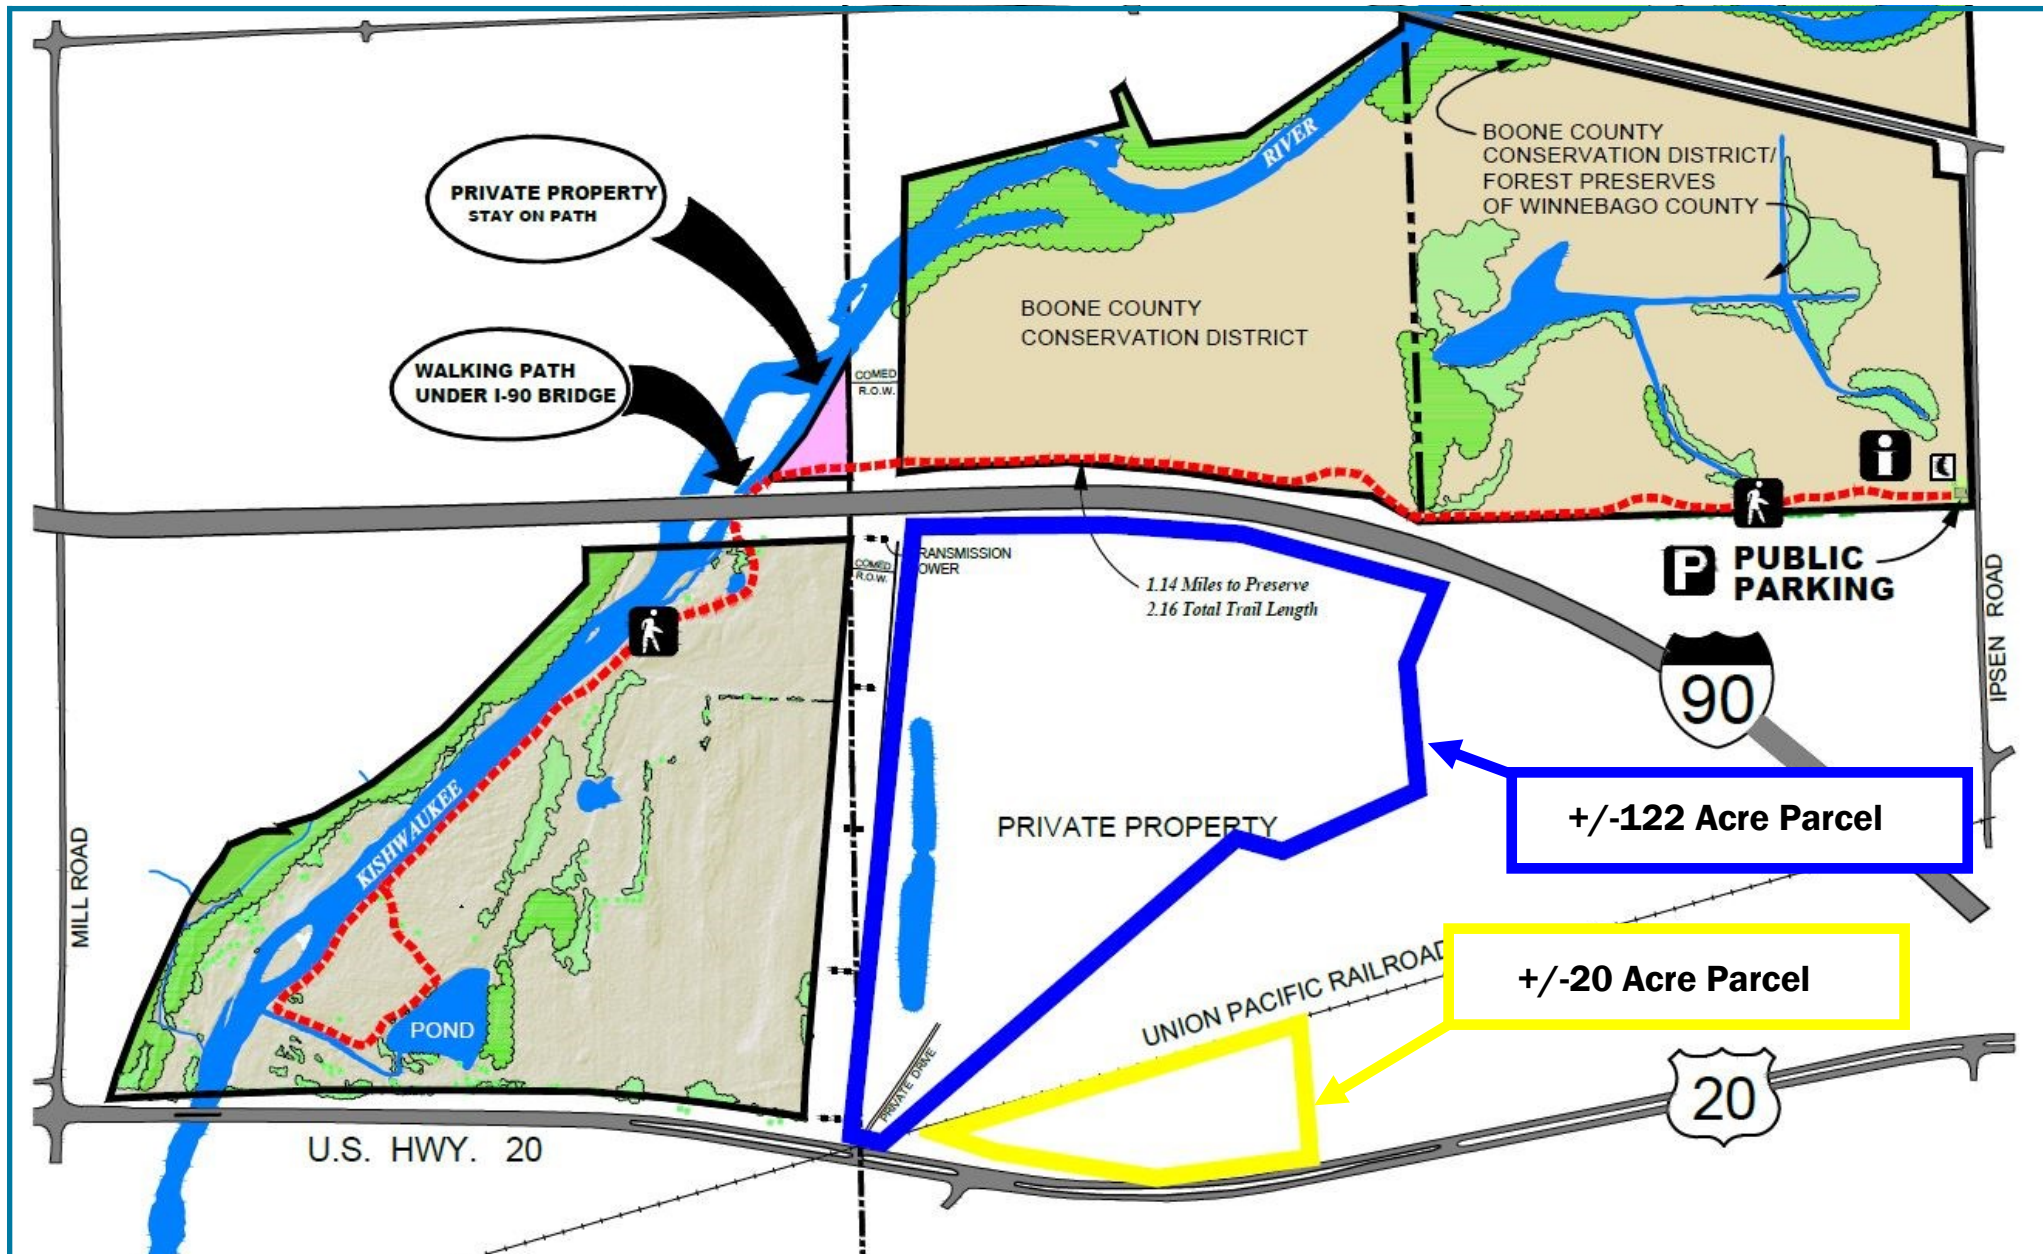 PRIVATE PROPERTY
STAY ON PATH
WALKING PATH
UNDER I-90 BRIDGE
RIVER
BOONE COUNTY
CONSERVATION DISTRICT/
FOREST PRESERVES
OF WINNEBAGO COUNTY
BOONE COUNTY
CONSERVATION DISTRICT
COMED
R.O.W.
i
P
PUBLIC
PARKING
RANSMISSION
OWER
COMED
R.O.W.
1.14 Miles to Preserve
2.16 Total Trail Length
IPSEN ROAD
90
KISHWAUKEE
MILL ROAD
PRIVATE PROPERTY
+/-122 Acre Parcel
UNION PACIFIC RAILROAD
+/-20 Acre Parcel
POND
PRIVATE DRIVE
20
U.S. HWY. 20